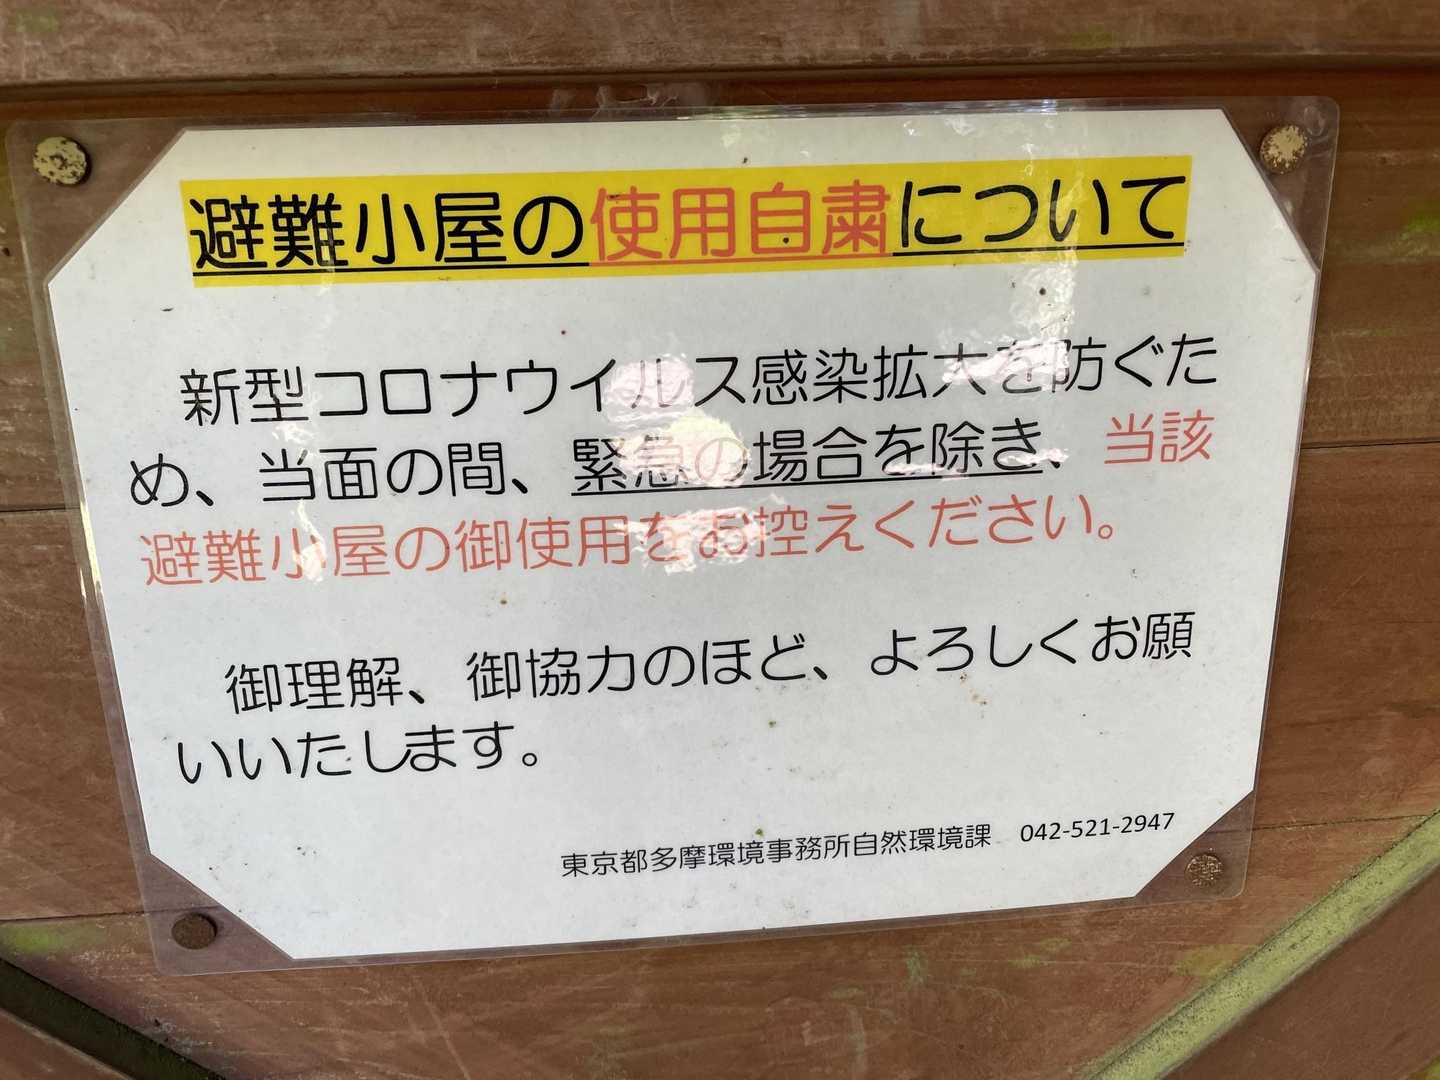 避難小屋の使用自粛について
新型コロナウイルス感染拡大を防ぐた
め、当面の間、緊急の場合を除き、当該
避難小屋の御使用をお控えください。
御理解、御協力のほど、よろしくお願
いいたします。
東京都多摩環境事務所自然環境課 042-521-2947